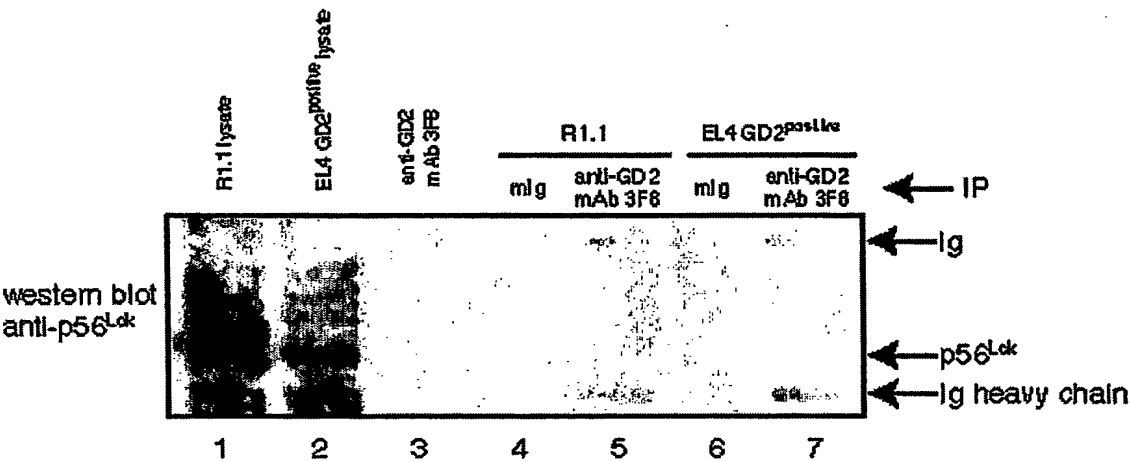 R1.1 lysate
EL4 GD2positive lysate
anti-GD2
mAb 3F8
R1.1
EL4 GD2positive
mIg
anti-GD2
mAb 3F8
mIg
anti-GD2
mAb 3F8
IP
Ig
western blot
anti-p56Lck
p56Lck
Ig heavy chain
1 2 3 4 5 6 7